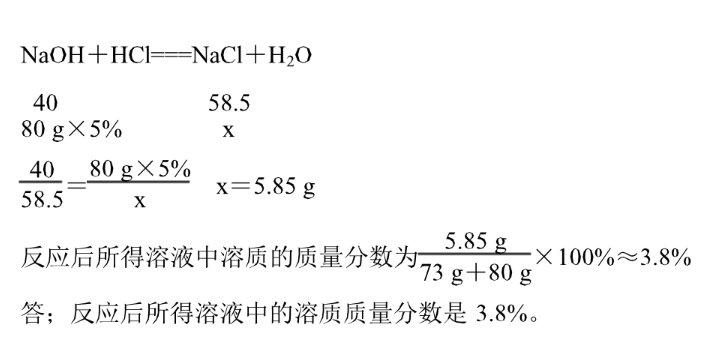 NaOH＋HCl===NaCl＋H₂O
40 58.5
80 g×5% x
40/58.5＝80 g×5%/x x＝5.85 g
反应后所得溶液中溶质的质量分数为5.85 g/73 g＋80 g×100%≈3.8%
答；反应后所得溶液中的溶质质量分数是 3.8%。